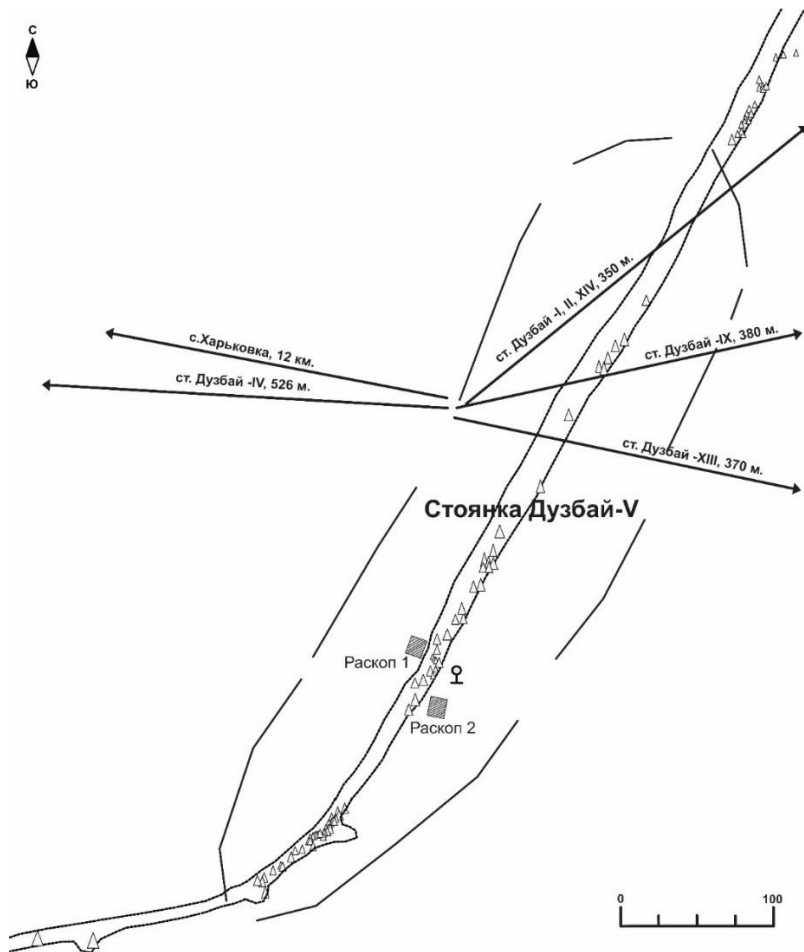 С
Ю
ст. Дузбай -I, II, XIV, 350 м.
с.Харьковка, 12 км.
ст. Дузбай -IX, 380 м.
ст. Дузбай -IV, 526 м.
ст. Дузбай -XIII, 370 м.
Стоянка Дузбай-V
Раскоп 1
Раскоп 2
0 100